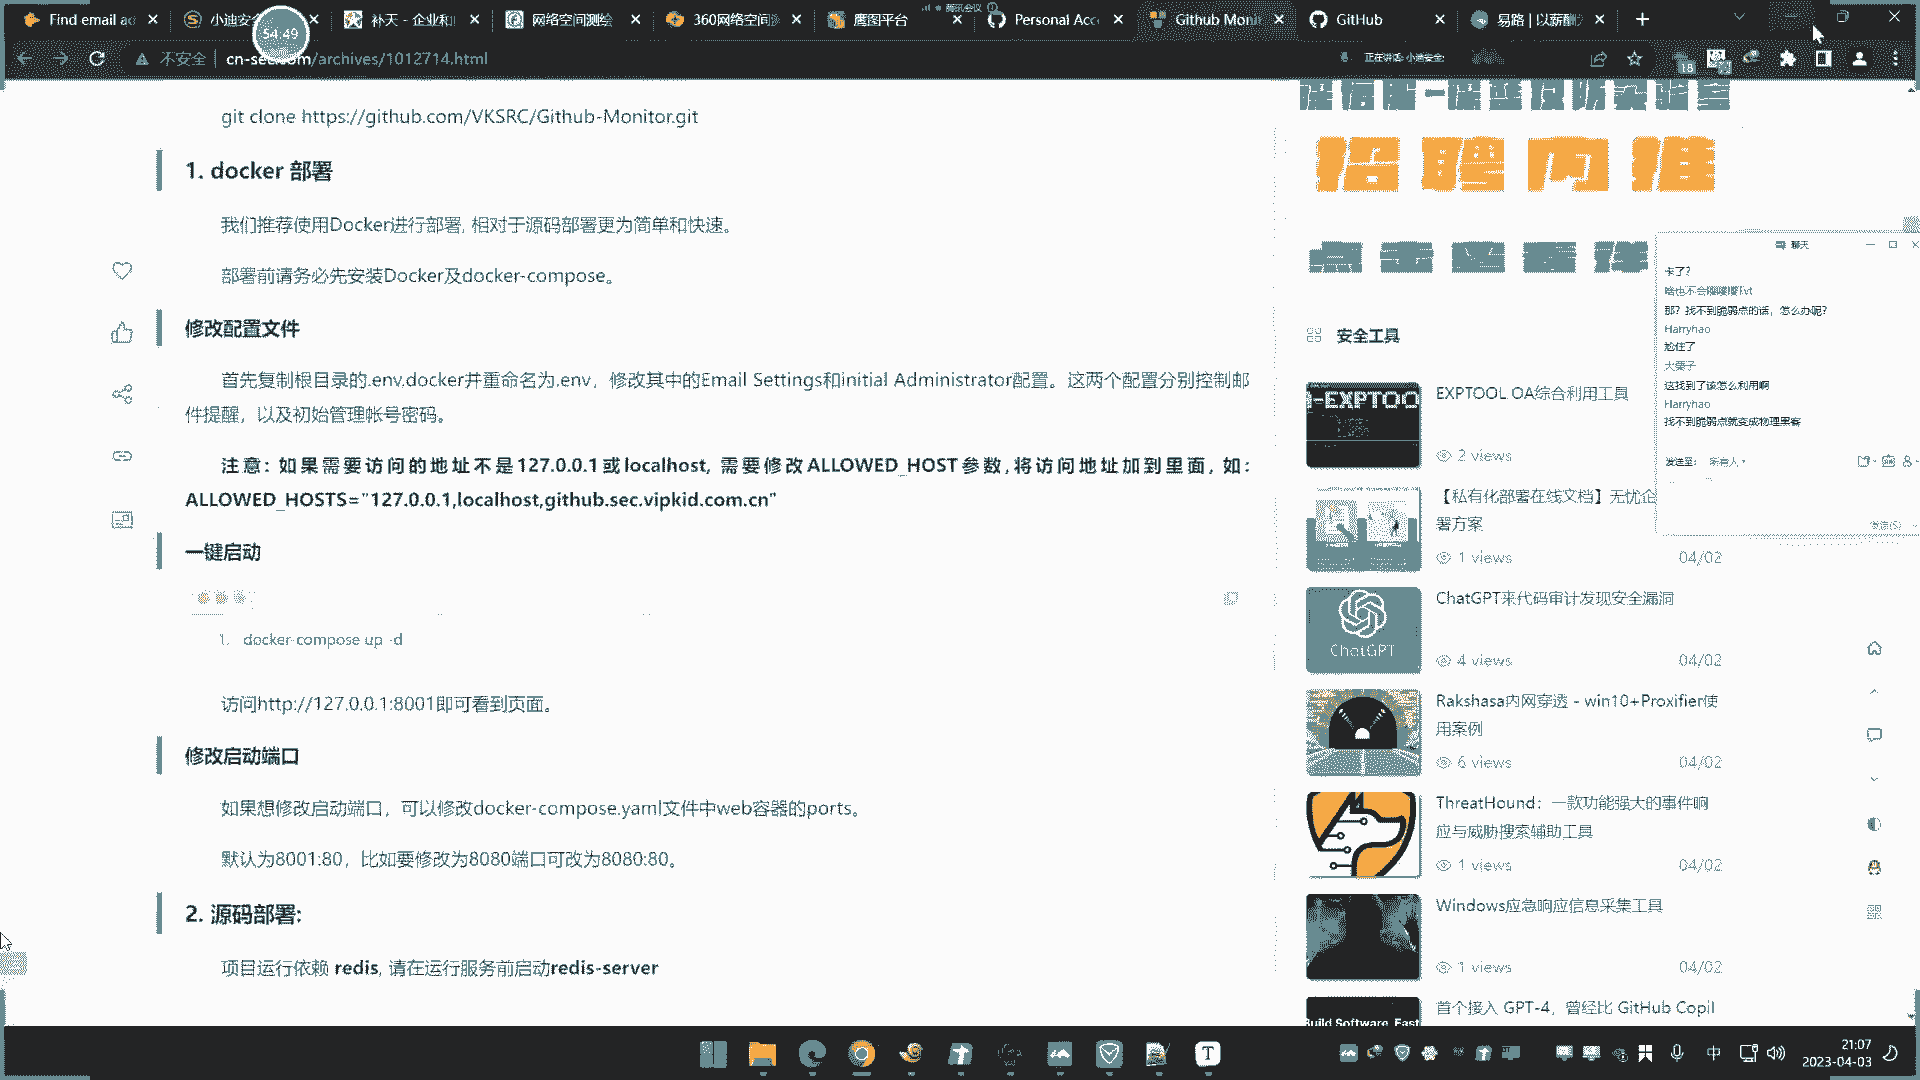 Find email ad
小迪安全
补天 - 企业和
网络空间测绘
360网络空间
鹰图平台
Personal Acc
Github Moni
GitHub
易路 | 以薪酬
54:49
不安全
cn-sec.com/archives/1012714.html
正在讲话: 小迪安全;
git clone https://github.com/VKSRC/Github-Monitor.git
1. docker 部署
我们推荐使用Docker进行部署, 相对于源码部署更为简单和快速。
部署前请务必先安装Docker及docker-compose。
修改配置文件
首先复制根目录的.env.docker并重命名为.env，修改其中的Email Settings和initial Administrator配置。这两个配置分别控制邮
件提醒，以及初始管理帐号密码。
注意: 如果需要访问的地址不是127.0.0.1或localhost, 需要修改ALLOWED_HOST参数,将访问地址加到里面, 如:
ALLOWED_HOSTS="127.0.0.1,localhost,github.sec.vipkid.com.cn"
一键启动
1. docker-compose up -d
访问http://127.0.0.1:8001即可看到页面。
修改启动端口
如果想修改启动端口，可以修改docker-compose.yaml文件中web容器的ports。
默认为8001:80，比如要修改为8080端口可改为8080:80。
2. 源码部署:
项目运行依赖 redis, 请在运行服务前启动redis-server
招聘内推
安全工具
EXPTOOL OA综合利用工具
2 views
【私有化部署在线文档】无忧企
署方案
1 views
04/02
ChatGPT来代码审计发现安全漏洞
ChatGPT
4 views
04/02
Rakshasa内网穿透 - win10+Proxifier使
用案例
6 views
04/02
ThreatHound：一款功能强大的事件响
应与威胁搜索辅助工具
1 views
04/02
Windows应急响应信息采集工具
1 views
04/02
首个接入 GPT-4，曾经比 GitHub Copil
Build Software. Fast
聊天
卡了?
啥也不会嘤嘤嘤TvT
那? 找不到脆弱点的话，怎么办呢?
Harryhao
尬住了
大栗子
这找到了该怎么利用啊
Harryhao
找不到脆弱点就变成物理黑客
发送至: 所有人
发送(S)
18
中
21:07
2023-04-03